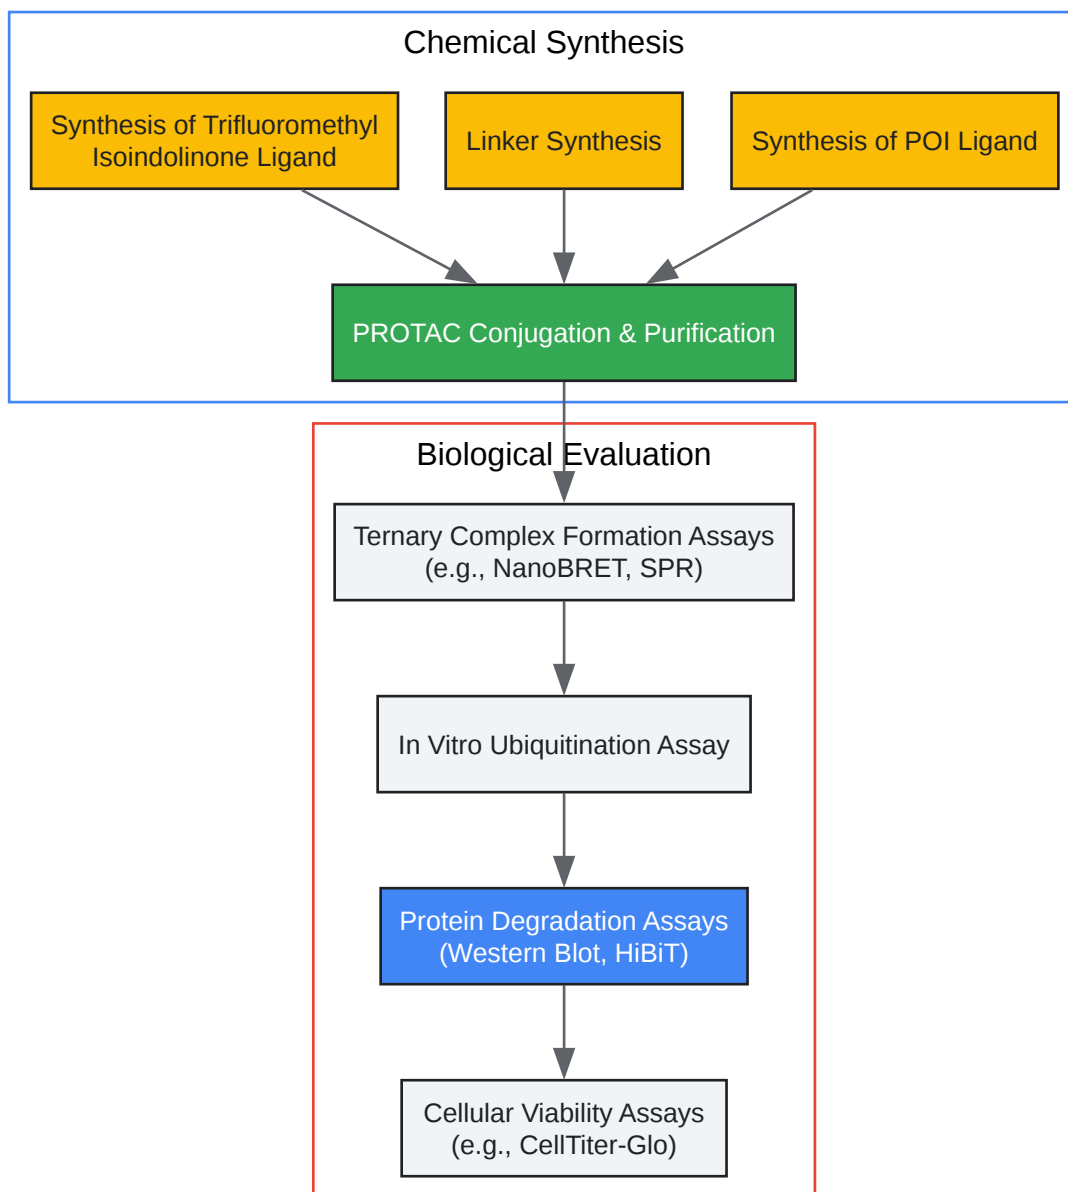 Chemical Synthesis
Synthesis of Trifluoromethyl
Isoindolinone Ligand
Linker Synthesis
Synthesis of POI Ligand
PROTAC Conjugation & Purification
Biological Evaluation
Ternary Complex Formation Assays
(e.g., NanoBRET, SPR)
In Vitro Ubiquitination Assay
Protein Degradation Assays
(Western Blot, HiBiT)
Cellular Viability Assays
(e.g., CellTiter-Glo)